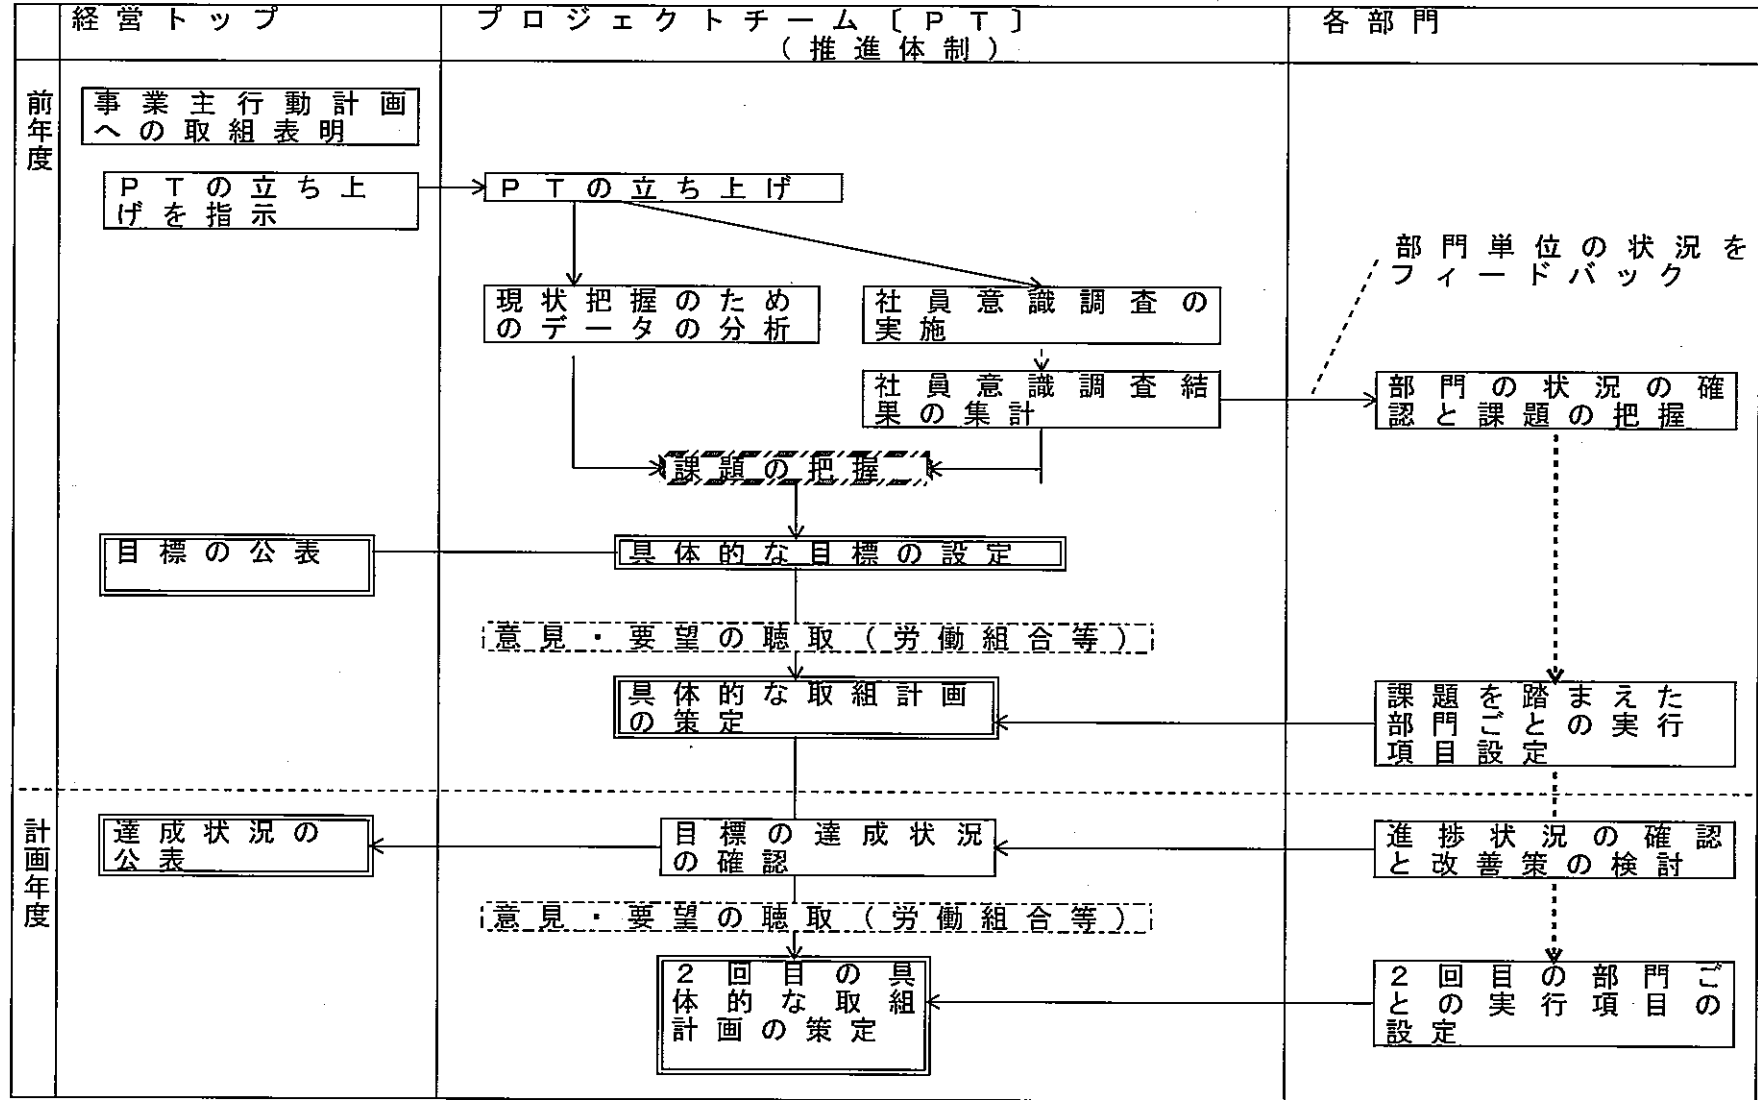 経営トップ
プロジェクトチーム〔PT〕
（推進体制）
各部門
前年度
事業主行動計画
への取組表明
PTの立ち上
げを指示
PTの立ち上げ
部門単位の状況を
フィードバック
現状把握のため
のデータの分析
社員意識調査の
実施
社員意識調査結
果の集計
部門の状況の確
認と課題の把握
課題の把握
目標の公表
具体的な目標の設定
意見・要望の聴取（労働組合等）
具体的な取組計画
の策定
課題を踏まえた
部門ごとの実行
項目設定
計画年度
達成状況の
公表
目標の達成状況
の確認
進捗状況の確認
と改善策の検討
意見・要望の聴取（労働組合等）
2回目の具
体的な取組
計画の策定
2回目の部門ご
との実行項目の
設定